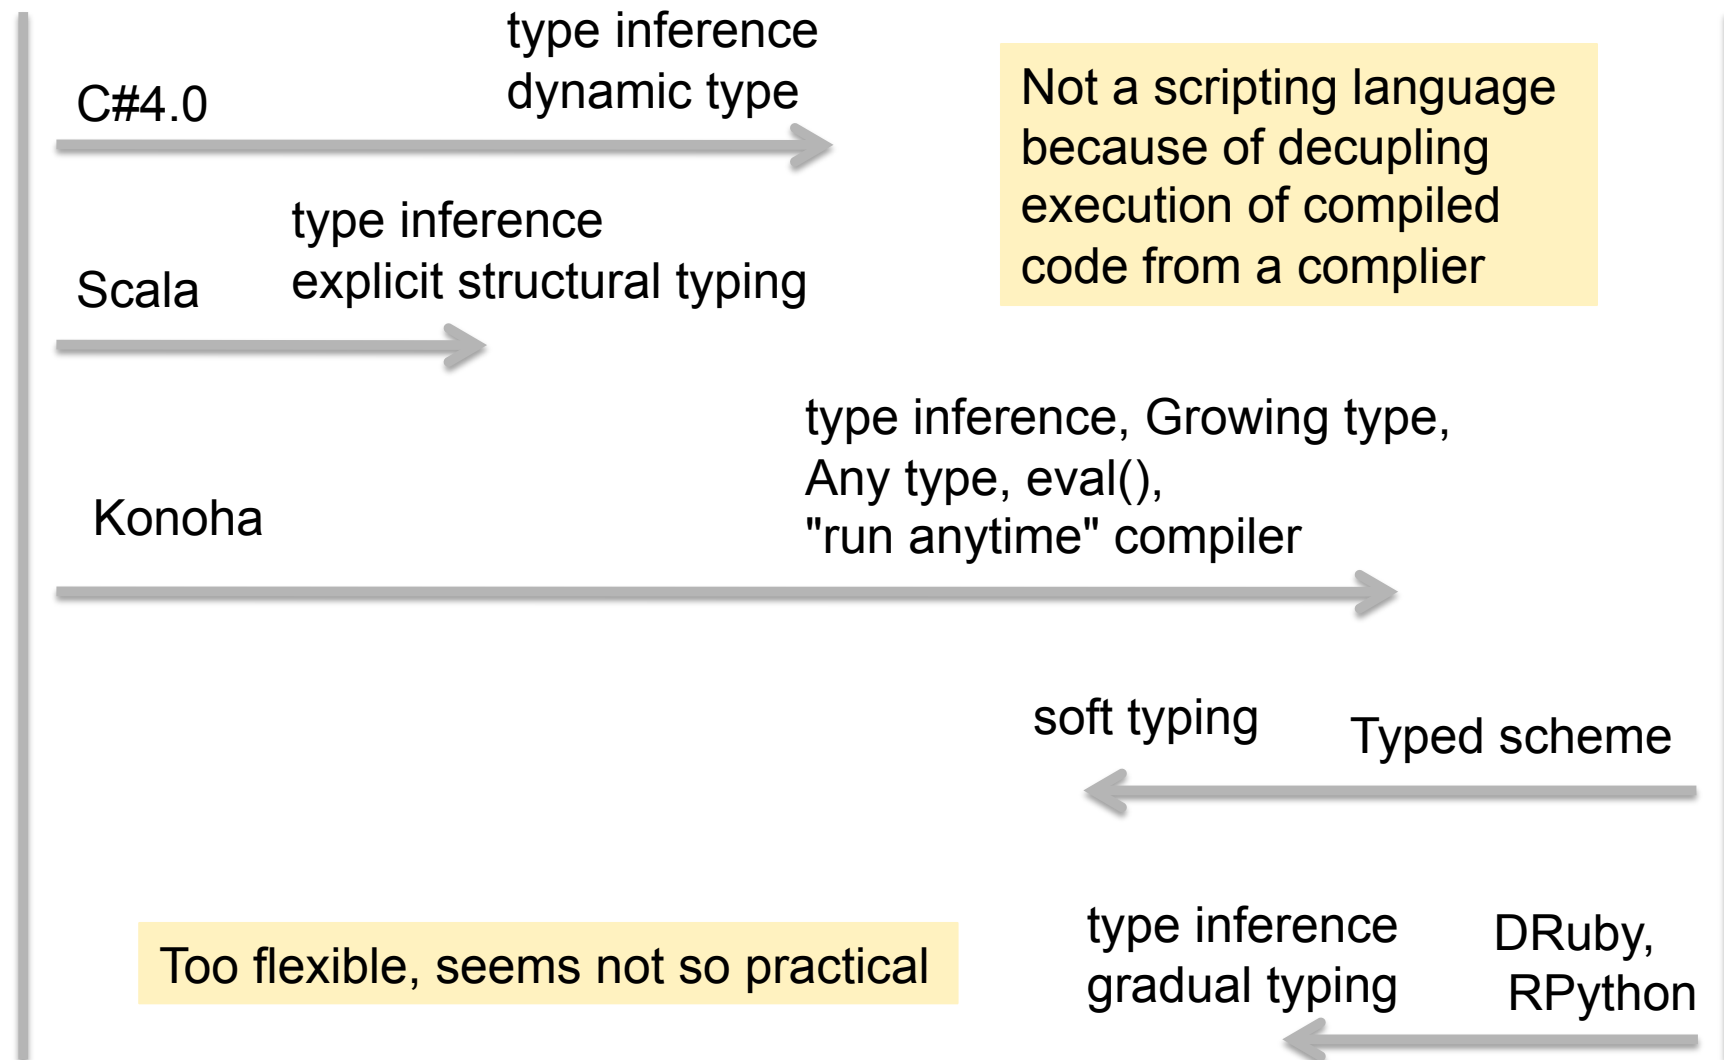 type inference
dynamic type
C#4.0
Not a scripting language
because of decupling
execution of compiled
code from a complier
type inference
explicit structural typing
Scala
type inference, Growing type,
Any type, eval(),
"run anytime" compiler
Konoha
soft typing
Typed scheme
Too flexible, seems not so practical
type inference
gradual typing
DRuby,
RPython